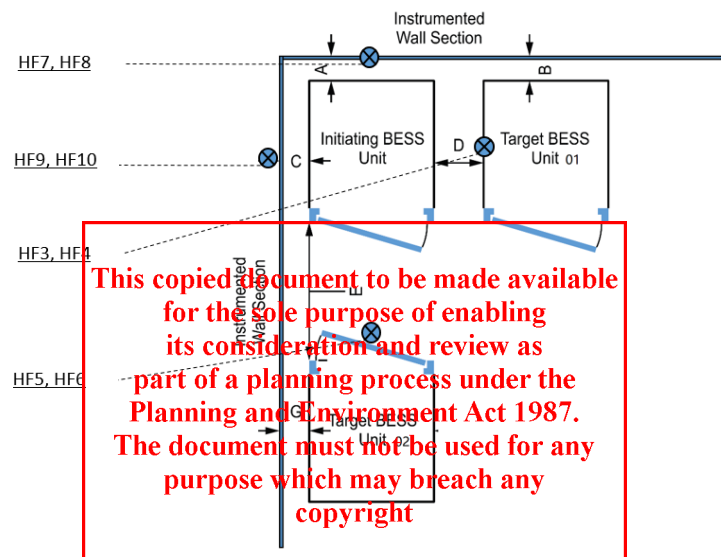 Instrumented
Wall Section
HF7, HF8
A
B
Initiating BESS
Unit
Target BESS
Unit 01
D
C
HF9, HF10
HF3, HF4
Instrumented
Wall Section
E
HF5, HF6
G
Target BESS
Unit 02
This copied document to be made available
for the sole purpose of enabling
its consideration and review as
part of a planning process under the
Planning and Environment Act 1987.
The document must not be used for any
purpose which may breach any
copyright